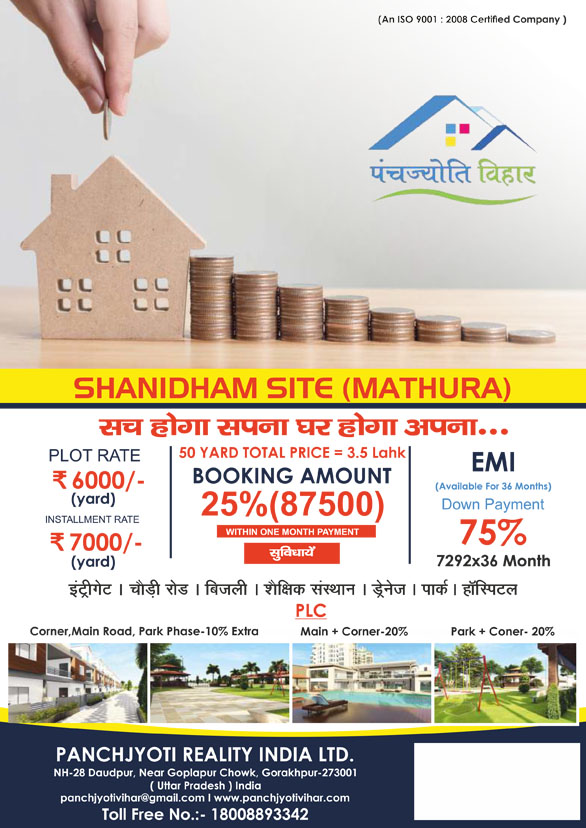 (An ISO 9001 : 2008 Certified Company )
पंचज्योति विहार
SHANIDHAM SITE (MATHURA)
सच होगा सपना घर होगा अपना...
PLOT RATE
₹ 6000/-
(yard)
INSTALLMENT RATE
₹ 7000/-
(yard)
50 YARD TOTAL PRICE = 3.5 Lahk
BOOKING AMOUNT
25%(87500)
WITHIN ONE MONTH PAYMENT
सुविधायें
EMI
(Available For 36 Months)
Down Payment
75%
7292x36 Month
इंट्रीगेट । चौड़ी रोड । बिजली । शैक्षिक संस्थान । ड्रेनेज । पार्क । हॉस्पिटल
PLC
Corner,Main Road, Park Phase-10% Extra
Main + Corner-20%
Park + Coner- 20%
PANCHJYOTI REALITY INDIA LTD.
NH-28 Daudpur, Near Goplapur Chowk, Gorakhpur-273001
( Uttar Pradesh ) India
panchjyotivihar@gmail.com I www.panchjyotivihar.com
Toll Free No.:- 18008893342